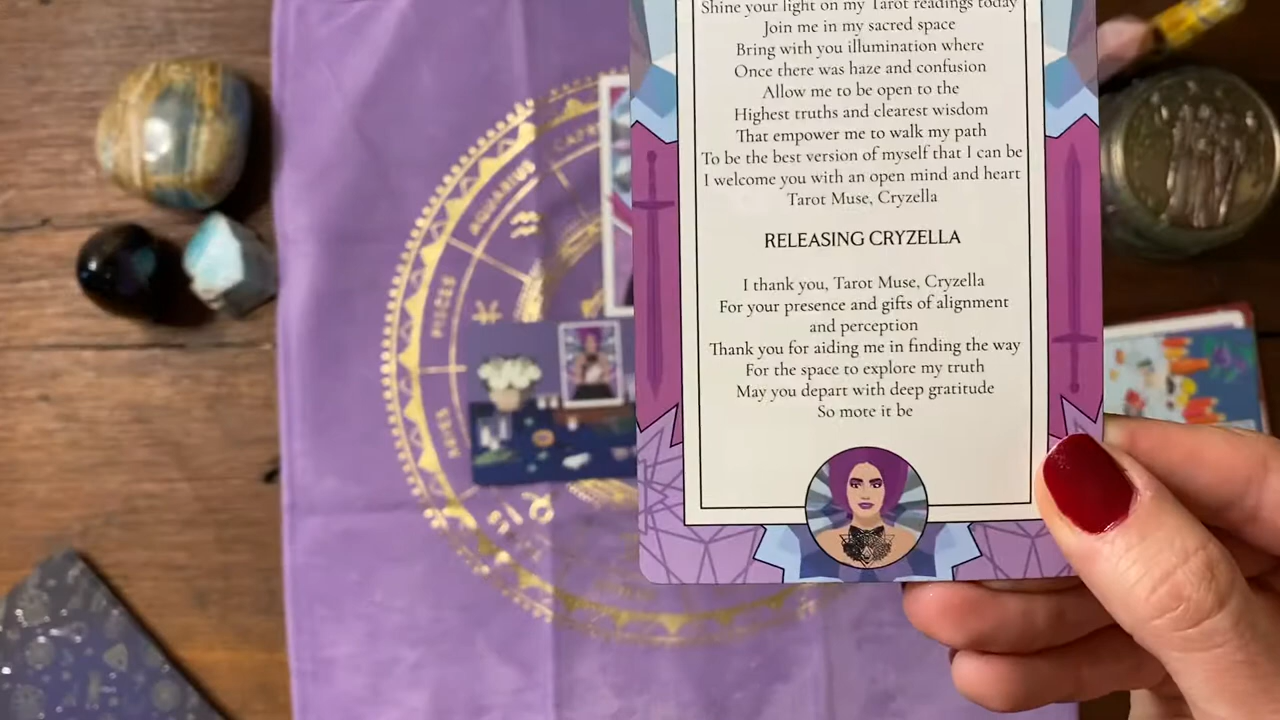 Shine your light on my Tarot readings today
Join me in my sacred space
Bring with you illumination where
Once there was haze and confusion
Allow me to be open to the
Highest truths and clearest wisdom
That empower me to walk my path
To be the best version of myself that I can be
I welcome you with an open mind and heart
Tarot Muse, Cryzella
RELEASING CRYZELLA
I thank you, Tarot Muse, Cryzella
For your presence and gifts of alignment
and perception
Thank you for aiding me in finding the way
For the space to explore my truth
May you depart with deep gratitude
So mote it be
AQUARIUS
PISCES
ARIES